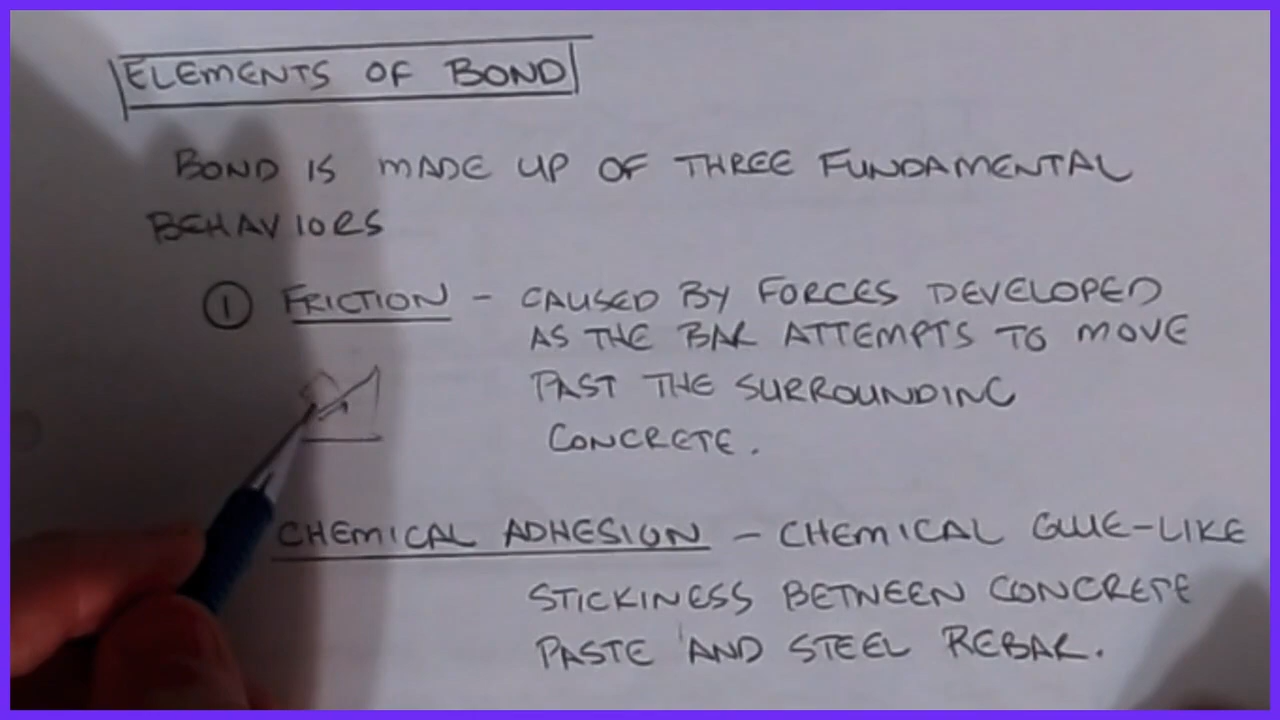 ELEMENTS OF BOND
BOND IS MADE UP OF THREE FUNDAMENTAL
BEHAVIORS
① FRICTION - CAUSED BY FORCES DEVELOPED
AS THE BAR ATTEMPTS TO MOVE
PAST THE SURROUNDING
CONCRETE.
CHEMICAL ADHESION - CHEMICAL GLUE-LIKE
STICKINESS BETWEEN CONCRETE
PASTE AND STEEL REBAR.